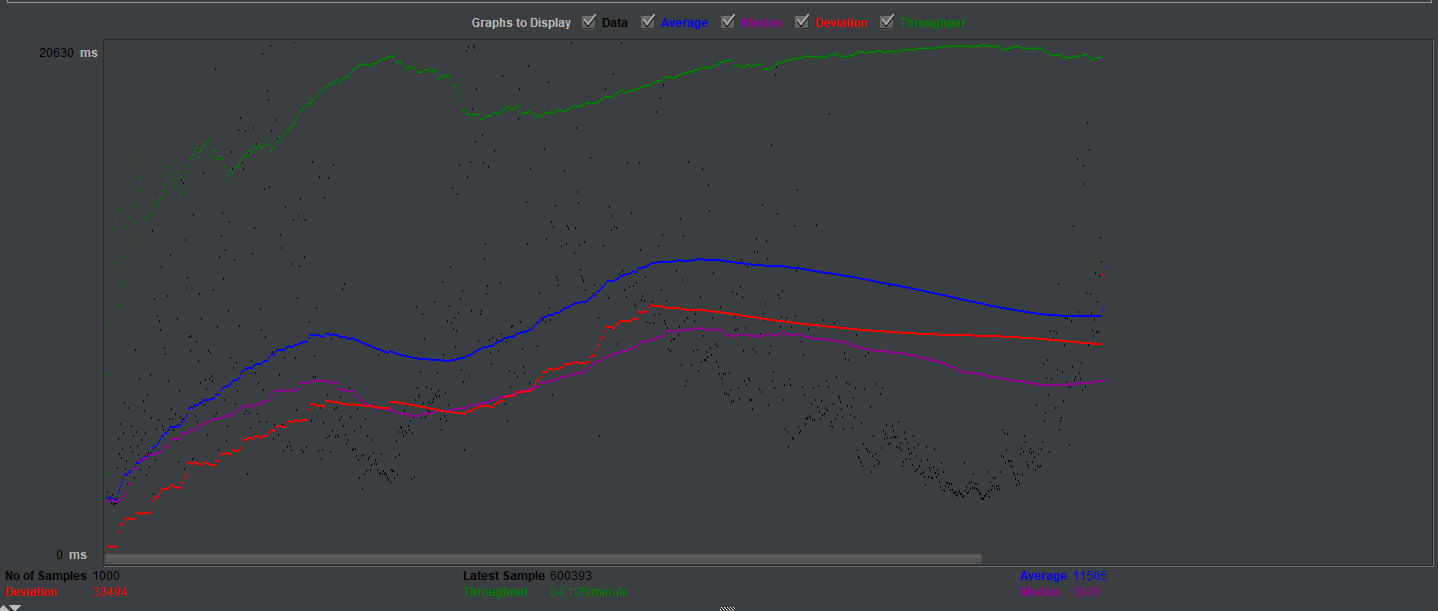 Graphs to Display Data Average Median Deviation Throughput
20630 ms
0 ms
No of Samples 1000 Latest Sample 600393 Average 11505
Deviation 33494 Throughput 84.125/minute Median